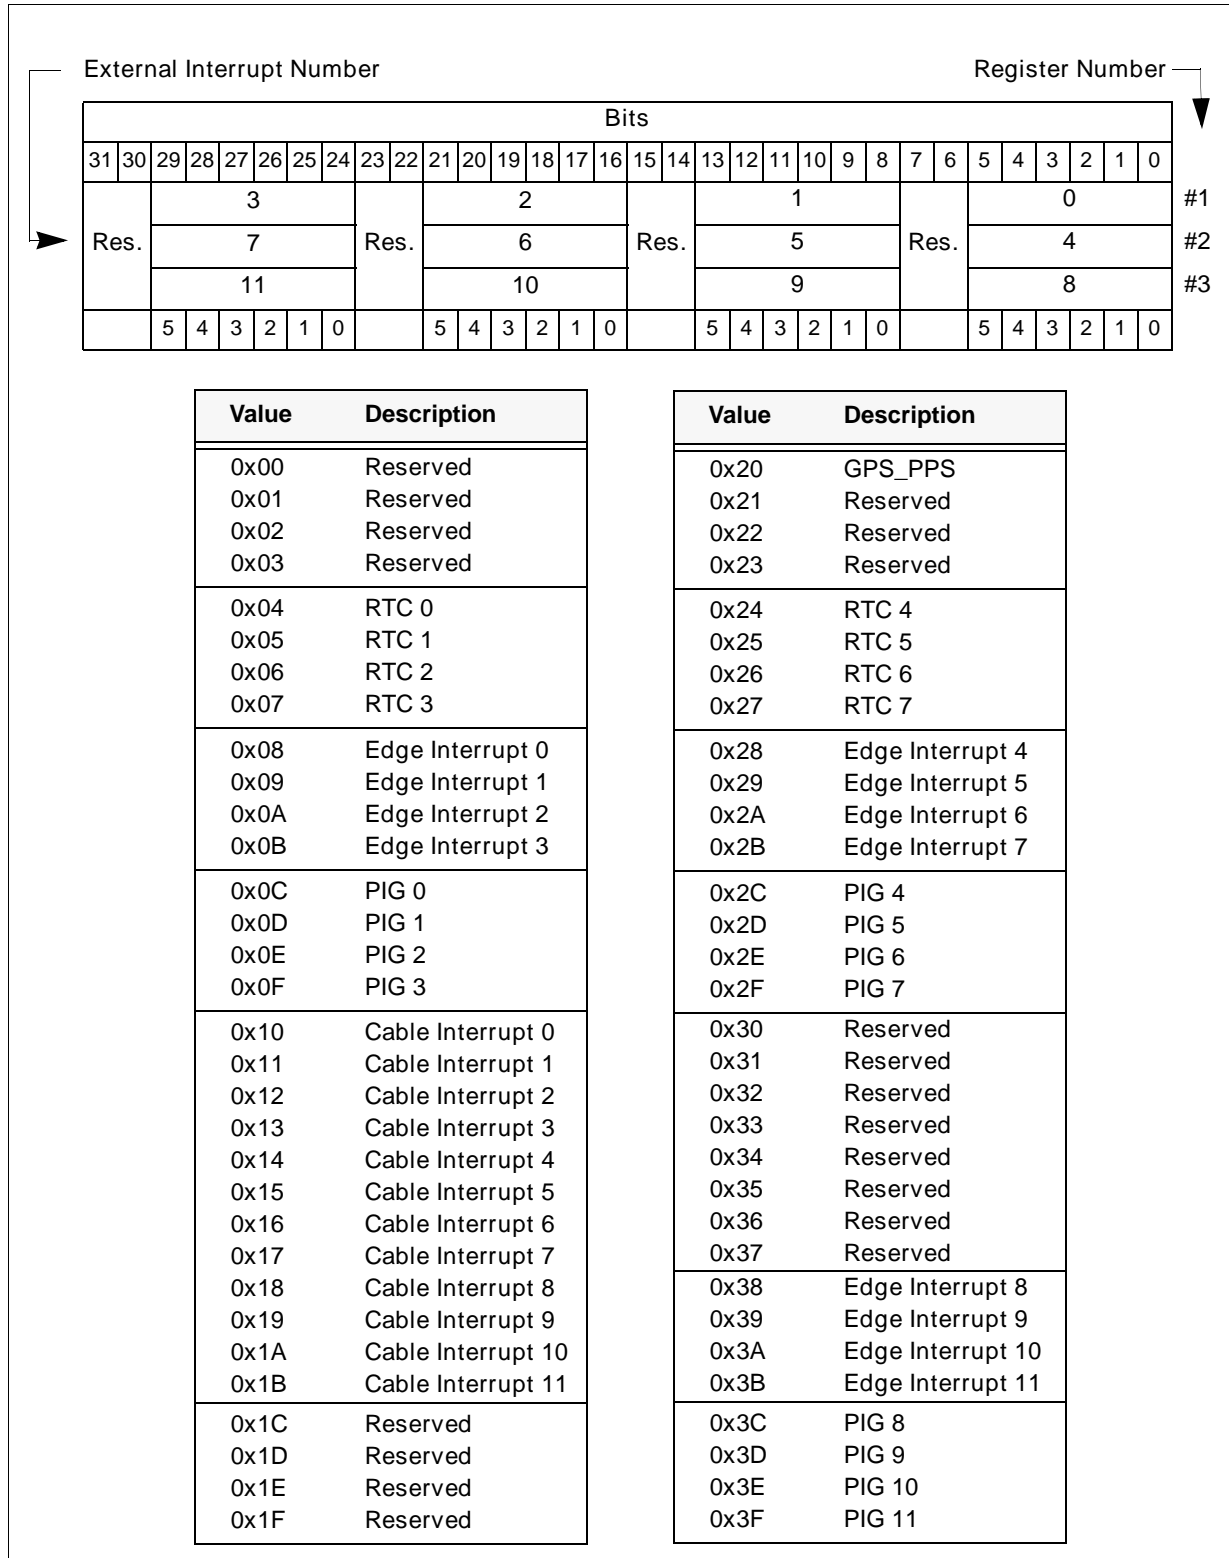 External Interrupt Number Register Number
Bits
31 30 29 28 27 26 25 24 23 22 21 20 19 18 17 16 15 14 13 12 11 10 9 8 7 6 5 4 3 2 1 0
3 2 1 0 #1
Res. 7 Res. 6 Res. 5 Res. 4 #2
11 10 9 8 #3
5 4 3 2 1 0 5 4 3 2 1 0 5 4 3 2 1 0 5 4 3 2 1 0
Value Description
0x00 Reserved
0x01 Reserved
0x02 Reserved
0x03 Reserved
0x04 RTC 0
0x05 RTC 1
0x06 RTC 2
0x07 RTC 3
0x08 Edge Interrupt 0
0x09 Edge Interrupt 1
0x0A Edge Interrupt 2
0x0B Edge Interrupt 3
0x0C PIG 0
0x0D PIG 1
0x0E PIG 2
0x0F PIG 3
0x10 Cable Interrupt 0
0x11 Cable Interrupt 1
0x12 Cable Interrupt 2
0x13 Cable Interrupt 3
0x14 Cable Interrupt 4
0x15 Cable Interrupt 5
0x16 Cable Interrupt 6
0x17 Cable Interrupt 7
0x18 Cable Interrupt 8
0x19 Cable Interrupt 9
0x1A Cable Interrupt 10
0x1B Cable Interrupt 11
0x1C Reserved
0x1D Reserved
0x1E Reserved
0x1F Reserved
Value Description
0x20 GPS_PPS
0x21 Reserved
0x22 Reserved
0x23 Reserved
0x24 RTC 4
0x25 RTC 5
0x26 RTC 6
0x27 RTC 7
0x28 Edge Interrupt 4
0x29 Edge Interrupt 5
0x2A Edge Interrupt 6
0x2B Edge Interrupt 7
0x2C PIG 4
0x2D PIG 5
0x2E PIG 6
0x2F PIG 7
0x30 Reserved
0x31 Reserved
0x32 Reserved
0x33 Reserved
0x34 Reserved
0x35 Reserved
0x36 Reserved
0x37 Reserved
0x38 Edge Interrupt 8
0x39 Edge Interrupt 9
0x3A Edge Interrupt 10
0x3B Edge Interrupt 11
0x3C PIG 8
0x3D PIG 9
0x3E PIG 10
0x3F PIG 11